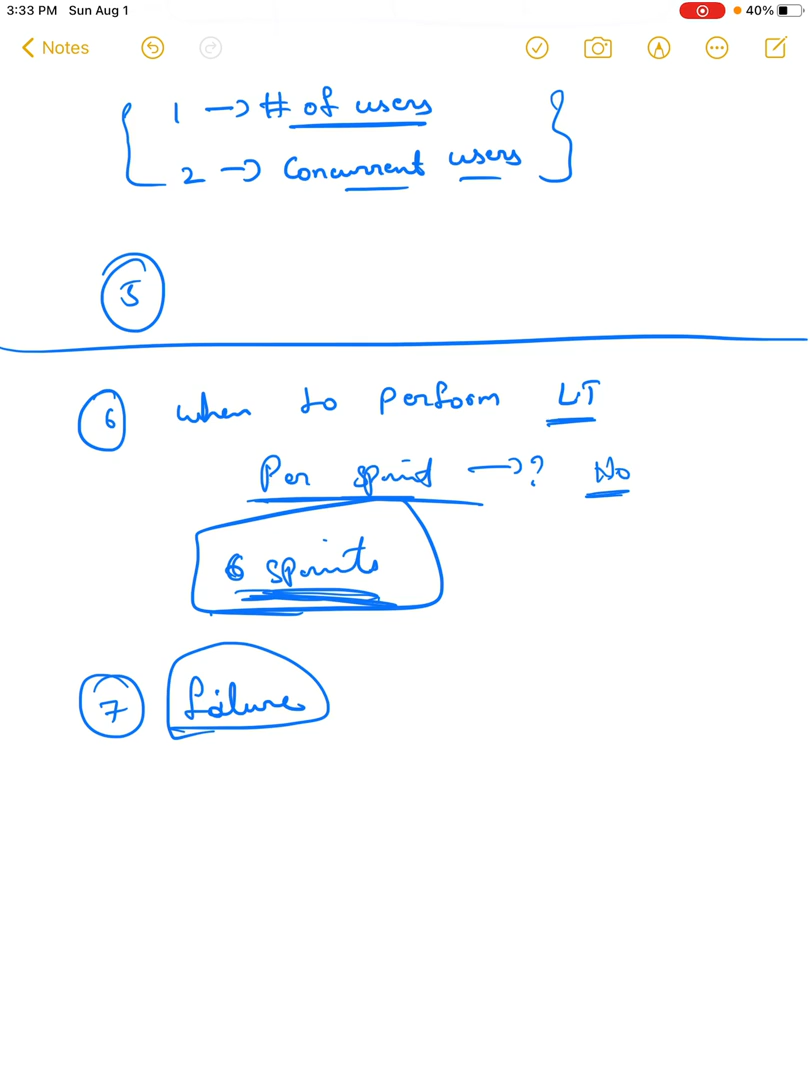 3:33 PM Sun Aug 1 40%
Notes
1 → # of users
2 → Concurrent users
5
6 when to perform LT
Per sprint → ? No
6 sprints
7 failures